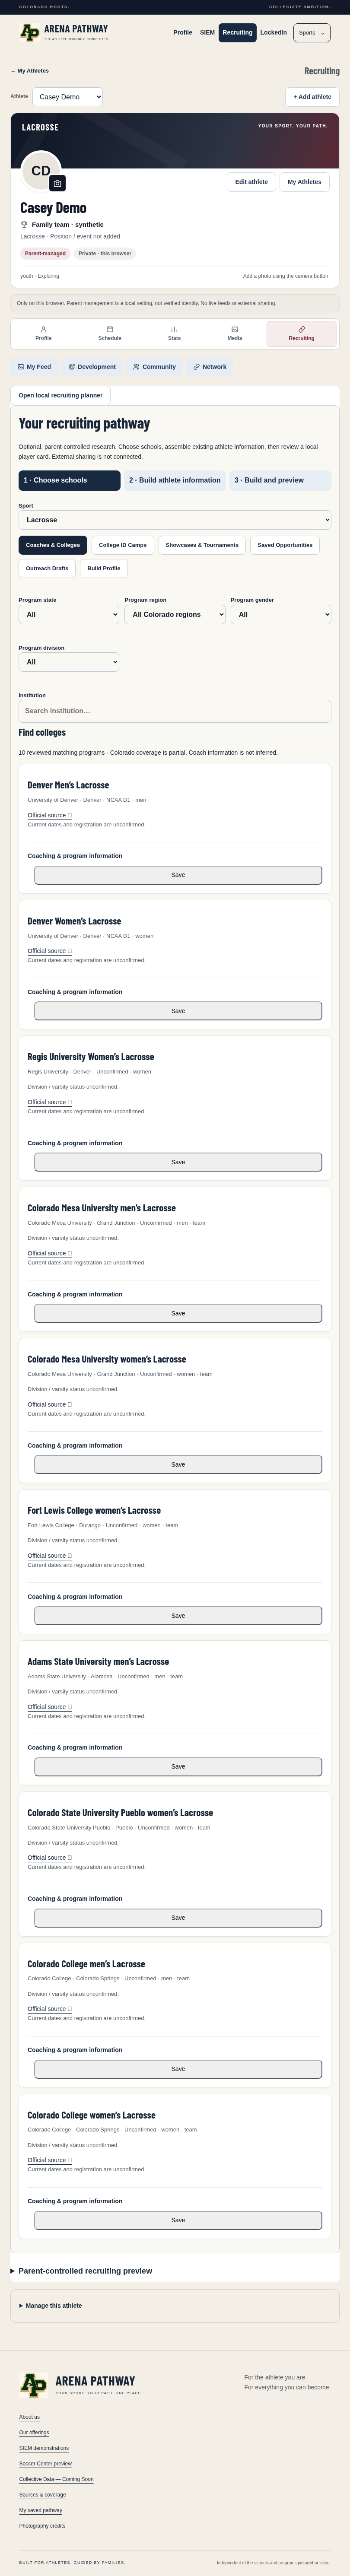 COLORADO ROOTS.
COLLEGIATE AMBITION.
ARENA PATHWAY
THE ATHLETE JOURNEY. CONNECTED.
Profile
SIEM
Recruiting
LockedIn
Sports
← My Athletes
Recruiting
Athlete
Casey Demo
+ Add athlete
LACROSSE
YOUR SPORT. YOUR PATH.
CD
Edit athlete
My Athletes
Casey Demo
Family team · synthetic
Lacrosse · Position / event not added
Parent-managed
Private · this browser
youth · Exploring
Add a photo using the camera button.
Only on this browser. Parent management is a local setting, not verified identity. No live feeds or external sharing.
Profile
Schedule
Stats
Media
Recruiting
My Feed
Development
Community
Network
Open local recruiting planner
Your recruiting pathway
Optional, parent-controlled research. Choose schools, assemble existing athlete information, then review a local
player card. External sharing is not connected.
1 · Choose schools
2 · Build athlete information
3 · Build and preview
Sport
Lacrosse
Coaches & Colleges
College ID Camps
Showcases & Tournaments
Saved Opportunities
Outreach Drafts
Build Profile
Program state
Program region
Program gender
All
All Colorado regions
All
Program division
All
Institution
Search institution…
Find colleges
10 reviewed matching programs · Colorado coverage is partial. Coach information is not inferred.
Denver Men's Lacrosse
University of Denver · Denver · NCAA D1 · men
Official source
Current dates and registration are unconfirmed.
Coaching & program information
Save
Denver Women's Lacrosse
University of Denver · Denver · NCAA D1 · women
Official source
Current dates and registration are unconfirmed.
Coaching & program information
Save
Regis University Women's Lacrosse
Regis University · Denver · Unconfirmed · women
Division / varsity status unconfirmed.
Official source
Current dates and registration are unconfirmed.
Coaching & program information
Save
Colorado Mesa University men's Lacrosse
Colorado Mesa University · Grand Junction · Unconfirmed · men · team
Division / varsity status unconfirmed.
Official source
Current dates and registration are unconfirmed.
Coaching & program information
Save
Colorado Mesa University women's Lacrosse
Colorado Mesa University · Grand Junction · Unconfirmed · women · team
Division / varsity status unconfirmed.
Official source
Current dates and registration are unconfirmed.
Coaching & program information
Save
Fort Lewis College women's Lacrosse
Fort Lewis College · Durango · Unconfirmed · women · team
Division / varsity status unconfirmed.
Official source
Current dates and registration are unconfirmed.
Coaching & program information
Save
Adams State University men's Lacrosse
Adams State University · Alamosa · Unconfirmed · men · team
Division / varsity status unconfirmed.
Official source
Current dates and registration are unconfirmed.
Coaching & program information
Save
Colorado State University Pueblo women's Lacrosse
Colorado State University Pueblo · Pueblo · Unconfirmed · women · team
Division / varsity status unconfirmed.
Official source
Current dates and registration are unconfirmed.
Coaching & program information
Save
Colorado College men's Lacrosse
Colorado College · Colorado Springs · Unconfirmed · men · team
Division / varsity status unconfirmed.
Official source
Current dates and registration are unconfirmed.
Coaching & program information
Save
Colorado College women's Lacrosse
Colorado College · Colorado Springs · Unconfirmed · women · team
Division / varsity status unconfirmed.
Official source
Current dates and registration are unconfirmed.
Coaching & program information
Save
Parent-controlled recruiting preview
Manage this athlete
ARENA PATHWAY
YOUR SPORT. YOUR PATH. ONE PLACE.
For the athlete you are.
For everything you can become.
About us
Our offerings
SIEM demonstrations
Soccer Center preview
Collective Data — Coming Soon
Sources & coverage
My saved pathway
Photography credits
BUILT FOR ATHLETES. GUIDED BY FAMILIES.
Independent of the schools and programs pictured or listed.